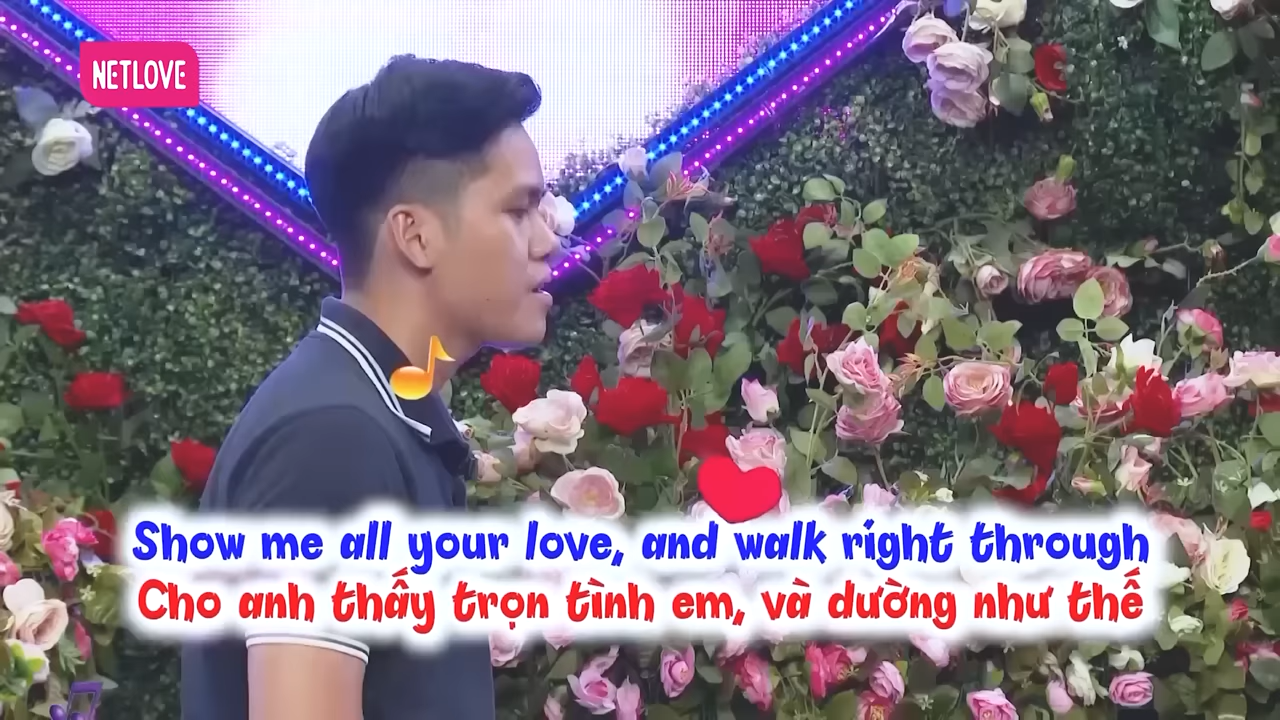 NETLOVE
Show me all your love, and walk right through
Cho anh thấy trọn tình em, và dường như thế